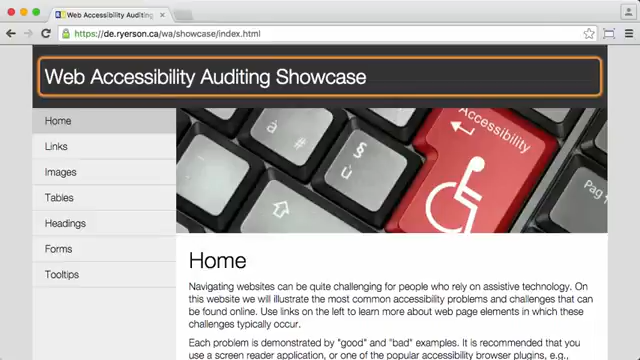 Web Accessibility Auditing
https://de.ryerson.ca/wa/showcase/index.html
Web Accessibility Auditing Showcase
Home
Links
Images
Tables
Headings
Forms
Tooltips
à
#
§
ù
Accessibility
Pag
Home
Navigating websites can be quite challenging for people who rely on assistive technology. On
this website we will illustrate the most common accessibility problems and challenges that can
be found online. Use links on the left to learn more about web page elements in which these
challenges typically occur.
Each problem is demonstrated by "good" and "bad" examples. It is recommended that you
use a screen reader application, or one of the popular accessibility browser plugins, e.g.,